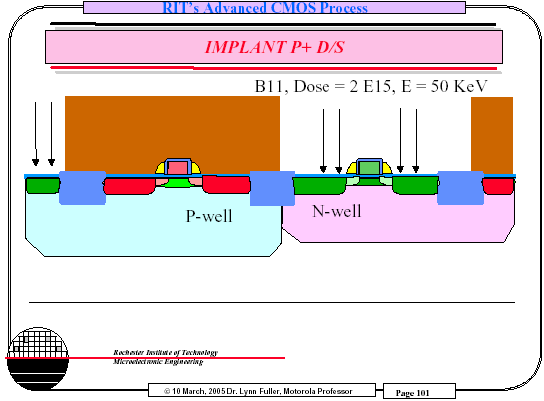 RIT's Advanced CMOS Process
IMPLANT P+ D/S
B11, Dose = 2 E15, E = 50 KeV
P-well
N-well
Rochester Institute of Technology
Microelectronic Engineering
© 10 March, 2005 Dr. Lynn Fuller, Motorola Professor
Page 101